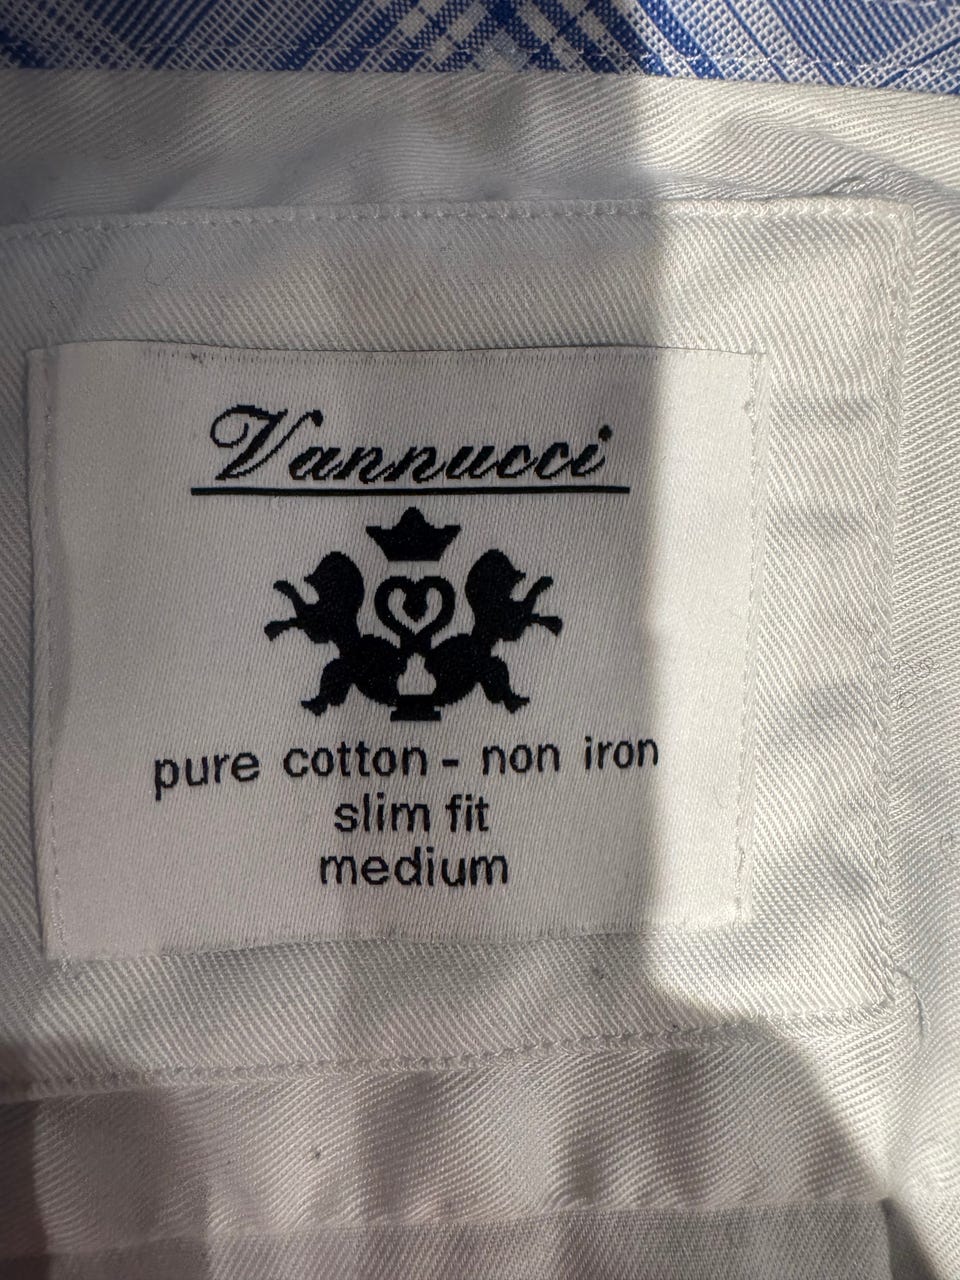 Vannucci
pure cotton - non iron
slim fit
medium